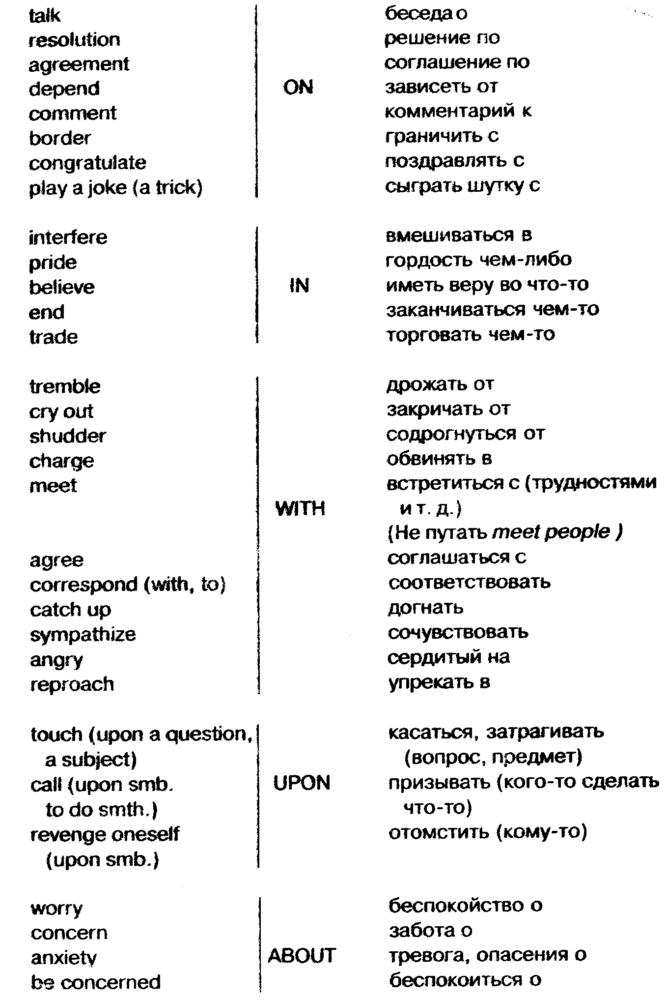 talk беседа о
resolution решение по
agreement соглашение по
depend ON зависеть от
comment комментарий к
border граничить с
congratulate поздравлять с
play a joke (a trick) сыграть шутку с
interfere вмешиваться в
pride гордость чем-либо
believe IN иметь веру во что-то
end заканчиваться чем-то
trade торговать чем-то
tremble дрожать от
cry out закричать от
shudder содрогнуться от
charge обвинять в
meet встретиться с (трудностями
WITH и т. д.)
(Не путать meet people )
agree соглашаться с
correspond (with, to) соответствовать
catch up догнать
sympathize сочувствовать
angry сердитый на
reproach упрекать в
touch (upon a question, касаться, затрагивать
a subject) (вопрос, предмет)
call (upon smb. UPON призывать (кого-то сделать
to do smth.) что-то)
revenge oneself отомстить (кому-то)
(upon smb.)
worry беспокойство о
concern забота о
anxiety ABOUT тревога, опасения о
be concerned беспокоиться о